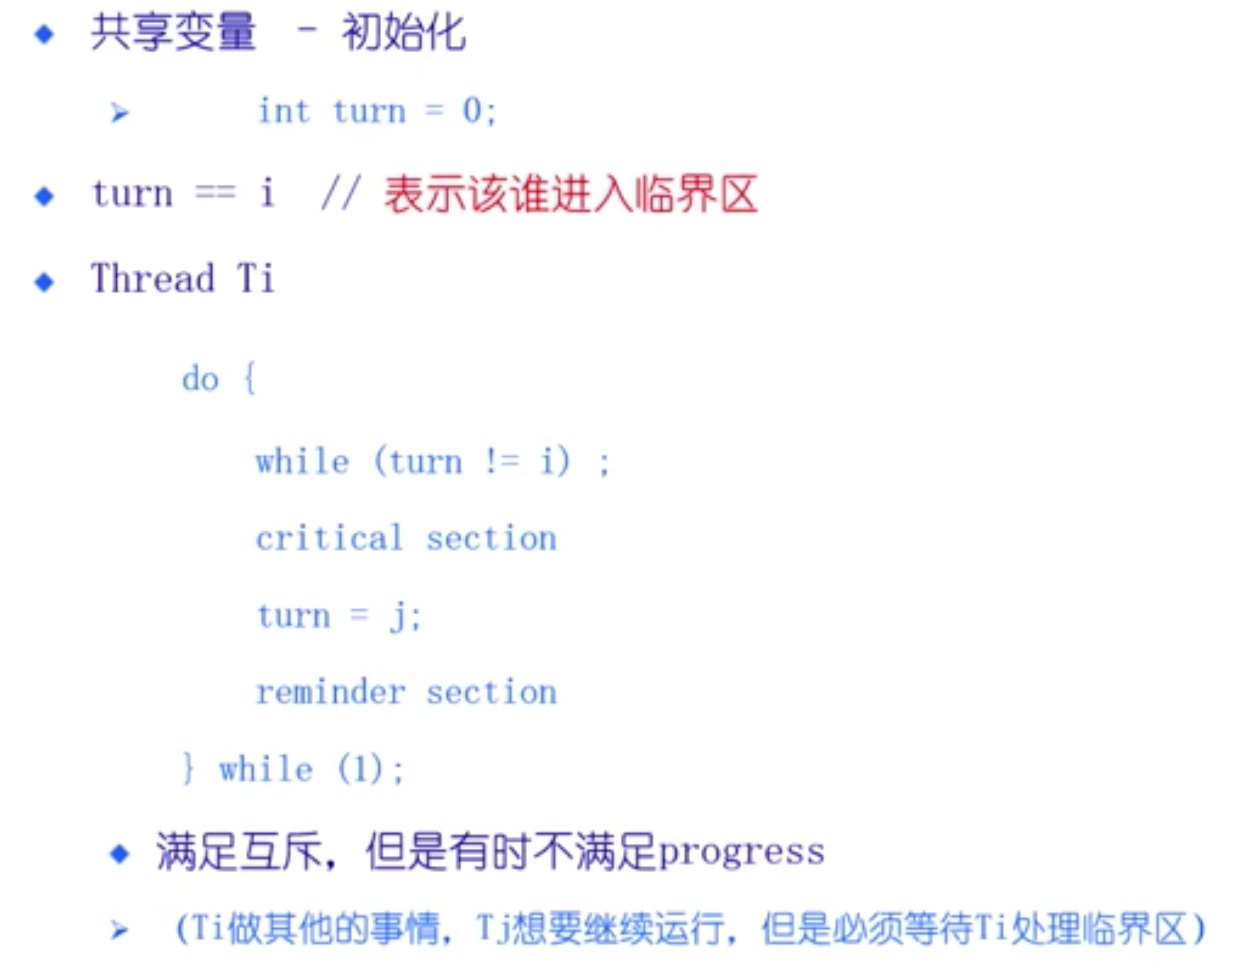 共享变量 - 初始化
int turn = 0;
turn == i // 表示该谁进入临界区
Thread Ti
do {
while (turn != i) ;
critical section
turn = j;
reminder section
} while (1);
满足互斥，但是有时不满足progress
(Ti做其他的事情，Tj想要继续运行，但是必须等待Ti处理临界区)